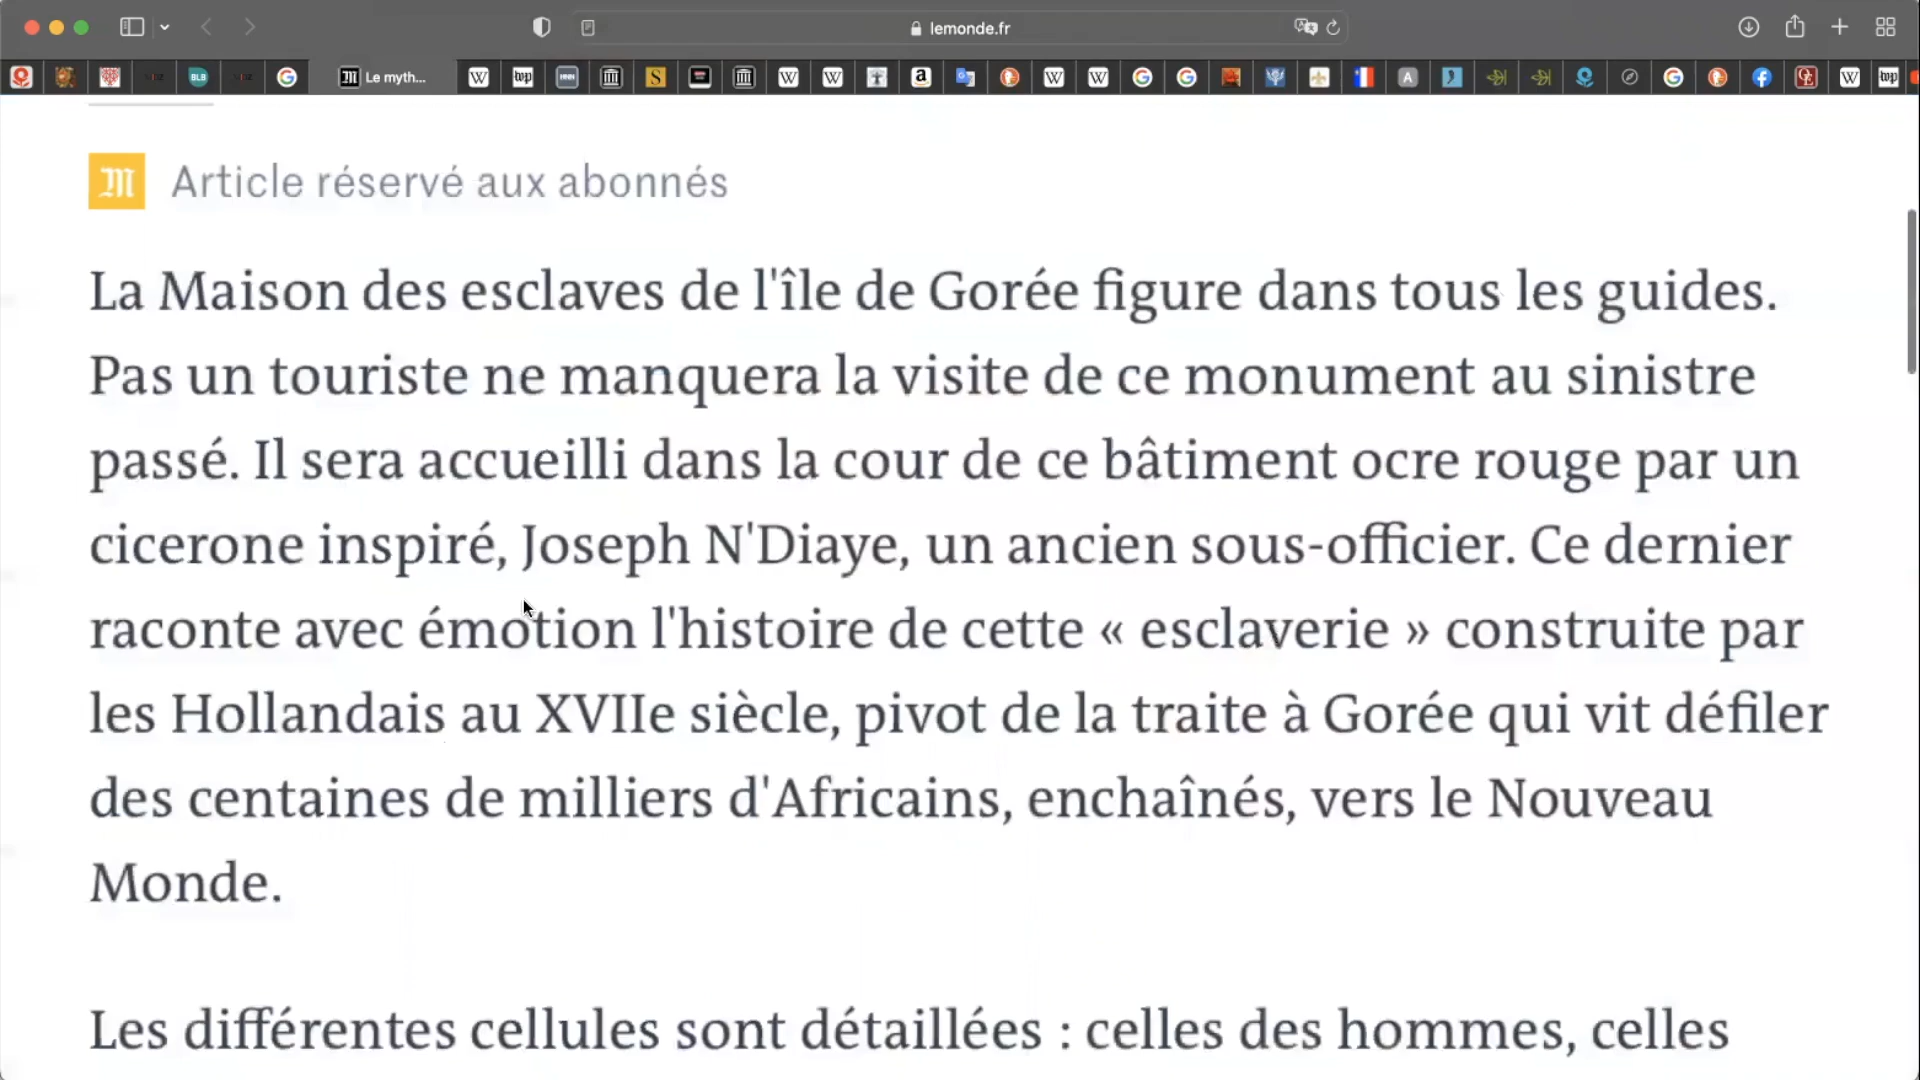 lemonde.fr
Le myth...
Article réservé aux abonnés
La Maison des esclaves de l'île de Gorée figure dans tous les guides.
Pas un touriste ne manquera la visite de ce monument au sinistre
passé. Il sera accueilli dans la cour de ce bâtiment ocre rouge par un
cicerone inspiré, Joseph N'Diaye, un ancien sous-officier. Ce dernier
raconte avec émotion l'histoire de cette « esclaverie » construite par
les Hollandais au XVIIe siècle, pivot de la traite à Gorée qui vit défiler
des centaines de milliers d'Africains, enchaînés, vers le Nouveau
Monde.
Les différentes cellules sont détaillées : celles des hommes, celles